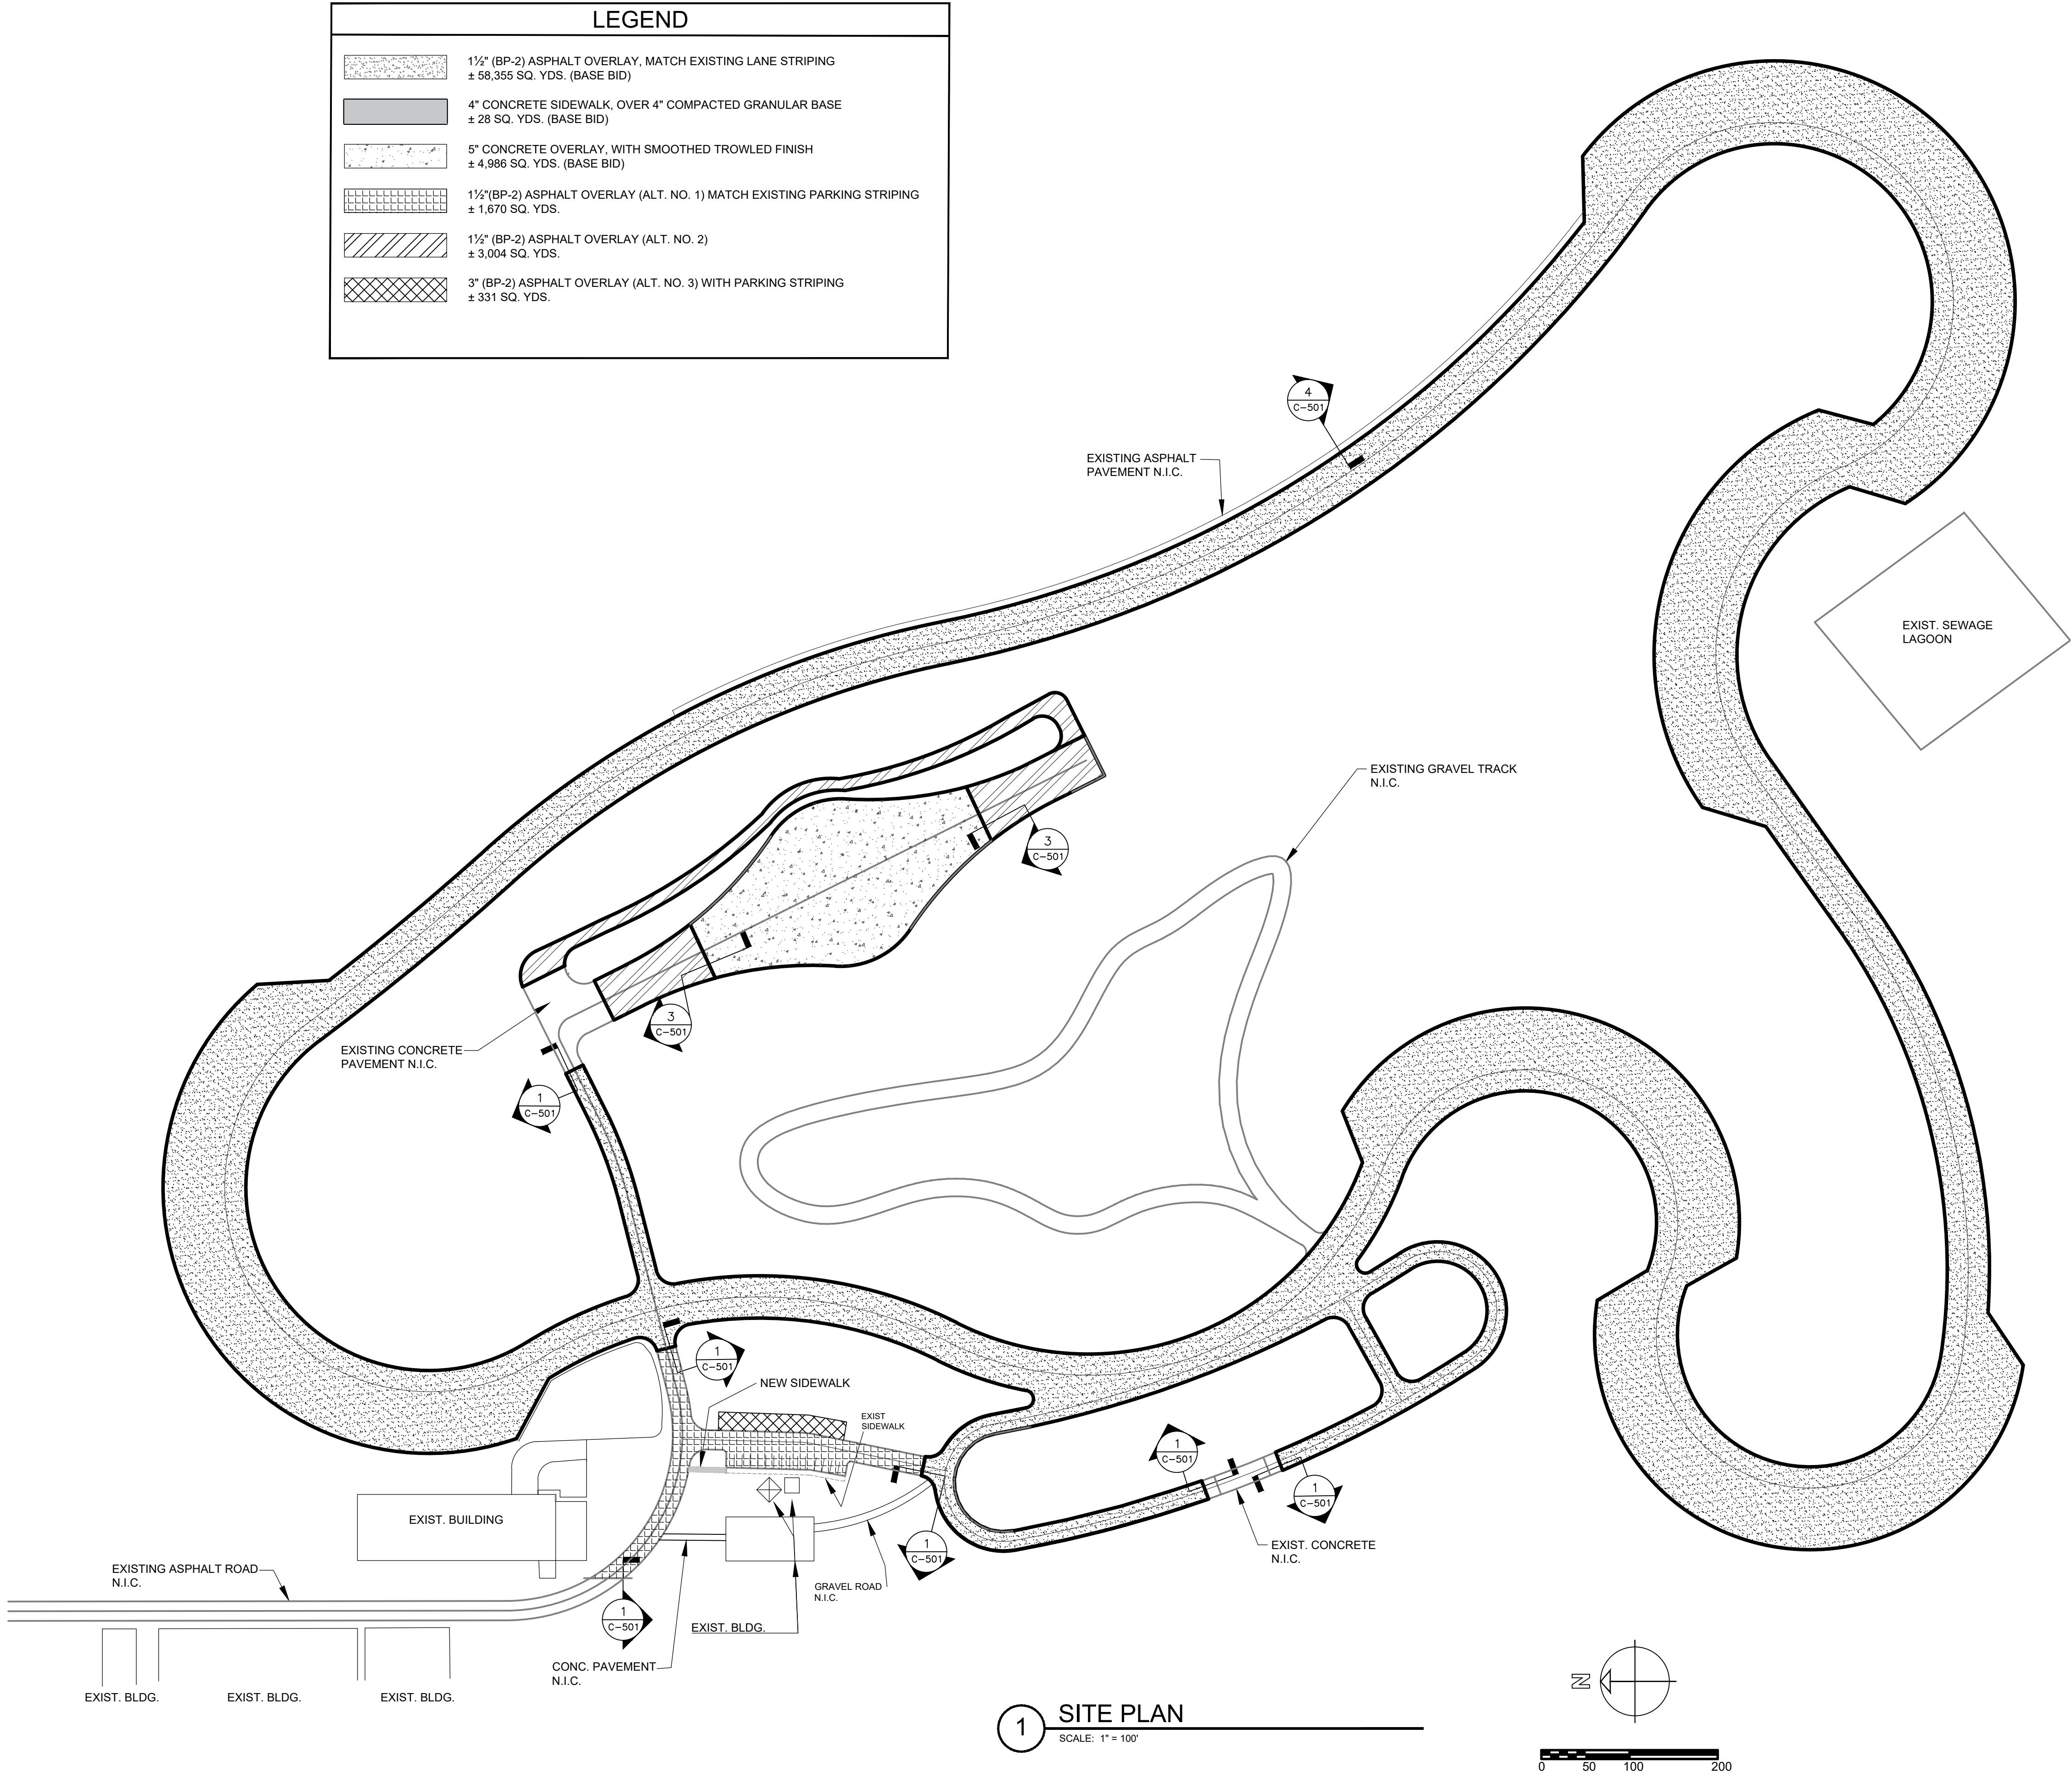 LEGEND
1½" (BP-2) ASPHALT OVERLAY, MATCH EXISTING LANE STRIPING
± 58,355 SQ. YDS. (BASE BID)
4" CONCRETE SIDEWALK, OVER 4" COMPACTED GRANULAR BASE
± 28 SQ. YDS. (BASE BID)
5" CONCRETE OVERLAY, WITH SMOOTHED TROWLED FINISH
± 4,986 SQ. YDS. (BASE BID)
1½"(BP-2) ASPHALT OVERLAY (ALT. NO. 1) MATCH EXISTING PARKING STRIPING
± 1,670 SQ. YDS.
1½" (BP-2) ASPHALT OVERLAY (ALT. NO. 2)
± 3,004 SQ. YDS.
3" (BP-2) ASPHALT OVERLAY (ALT. NO. 3) WITH PARKING STRIPING
± 331 SQ. YDS.
4
C-501
EXISTING ASPHALT
PAVEMENT N.I.C.
EXIST. SEWAGE
LAGOON
EXISTING GRAVEL TRACK
N.I.C.
3
C-501
3
C-501
EXISTING CONCRETE
PAVEMENT N.I.C.
1
C-501
1
C-501
NEW SIDEWALK
EXIST
SIDEWALK
1
C-501
1
C-501
EXIST. BUILDING
EXIST. CONCRETE
N.I.C.
1
C-501
EXISTING ASPHALT ROAD
N.I.C.
GRAVEL ROAD
N.I.C.
1
C-501
EXIST. BLDG.
CONC. PAVEMENT
N.I.C.
EXIST. BLDG.
EXIST. BLDG.
EXIST. BLDG.
N
1
SITE PLAN
SCALE: 1" = 100'
0 50 100 200